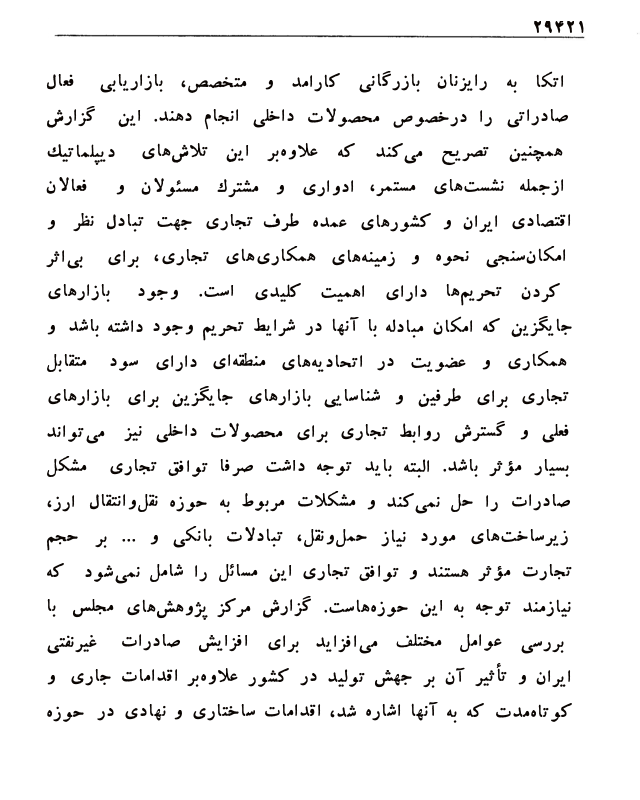 ۲۹۴۲۱
اتکا به رایزنان بازرگانی کارامد و متخصص، بازاریابی فعال
صادراتی را درخصوص محصولات داخلی انجام دهند. این گزارش
همچنین تصریح می‌کند که علاوه‌بر این تلاش‌های دیپلماتیك
ازجمله نشست‌های مستمر، ادواری و مشترك مسئولان و فعالان
اقتصادی ایران و کشورهای عمده طرف تجاری جهت تبادل نظر و
امکان‌سنجی نحوه و زمینه‌های همکاری‌های تجاری، برای بی‌اثر
کردن تحریم‌ها دارای اهمیت کلیدی است. وجود بازارهای
جایگزین که امکان مبادله با آنها در شرایط تحریم وجود داشته باشد و
همکاری و عضویت در اتحادیه‌های منطقه‌ای دارای سود متقابل
تجاری برای طرفین و شناسایی بازارهای جایگزین برای بازارهای
فعلی و گسترش روابط تجاری برای محصولات داخلی نیز می‌تواند
بسیار مؤثر باشد. البته باید توجه داشت صرفا توافق تجاری مشکل
صادرات را حل نمی‌کند و مشکلات مربوط به حوزه نقل‌وانتقال ارز،
زیرساخت‌های مورد نیاز حمل‌ونقل، تبادلات بانکی و ... بر حجم
تجارت مؤثر هستند و توافق تجاری این مسائل را شامل نمی‌شود که
نیازمند توجه به این حوزه‌هاست. گزارش مرکز پژوهش‌های مجلس با
بررسی عوامل مختلف می‌افزاید برای افزایش صادرات غیرنفتی
ایران و تأثیر آن بر جهش تولید در کشور علاوه‌بر اقدامات جاری و
کوتاه‌مدت که به آنها اشاره شد، اقدامات ساختاری و نهادی در حوزه